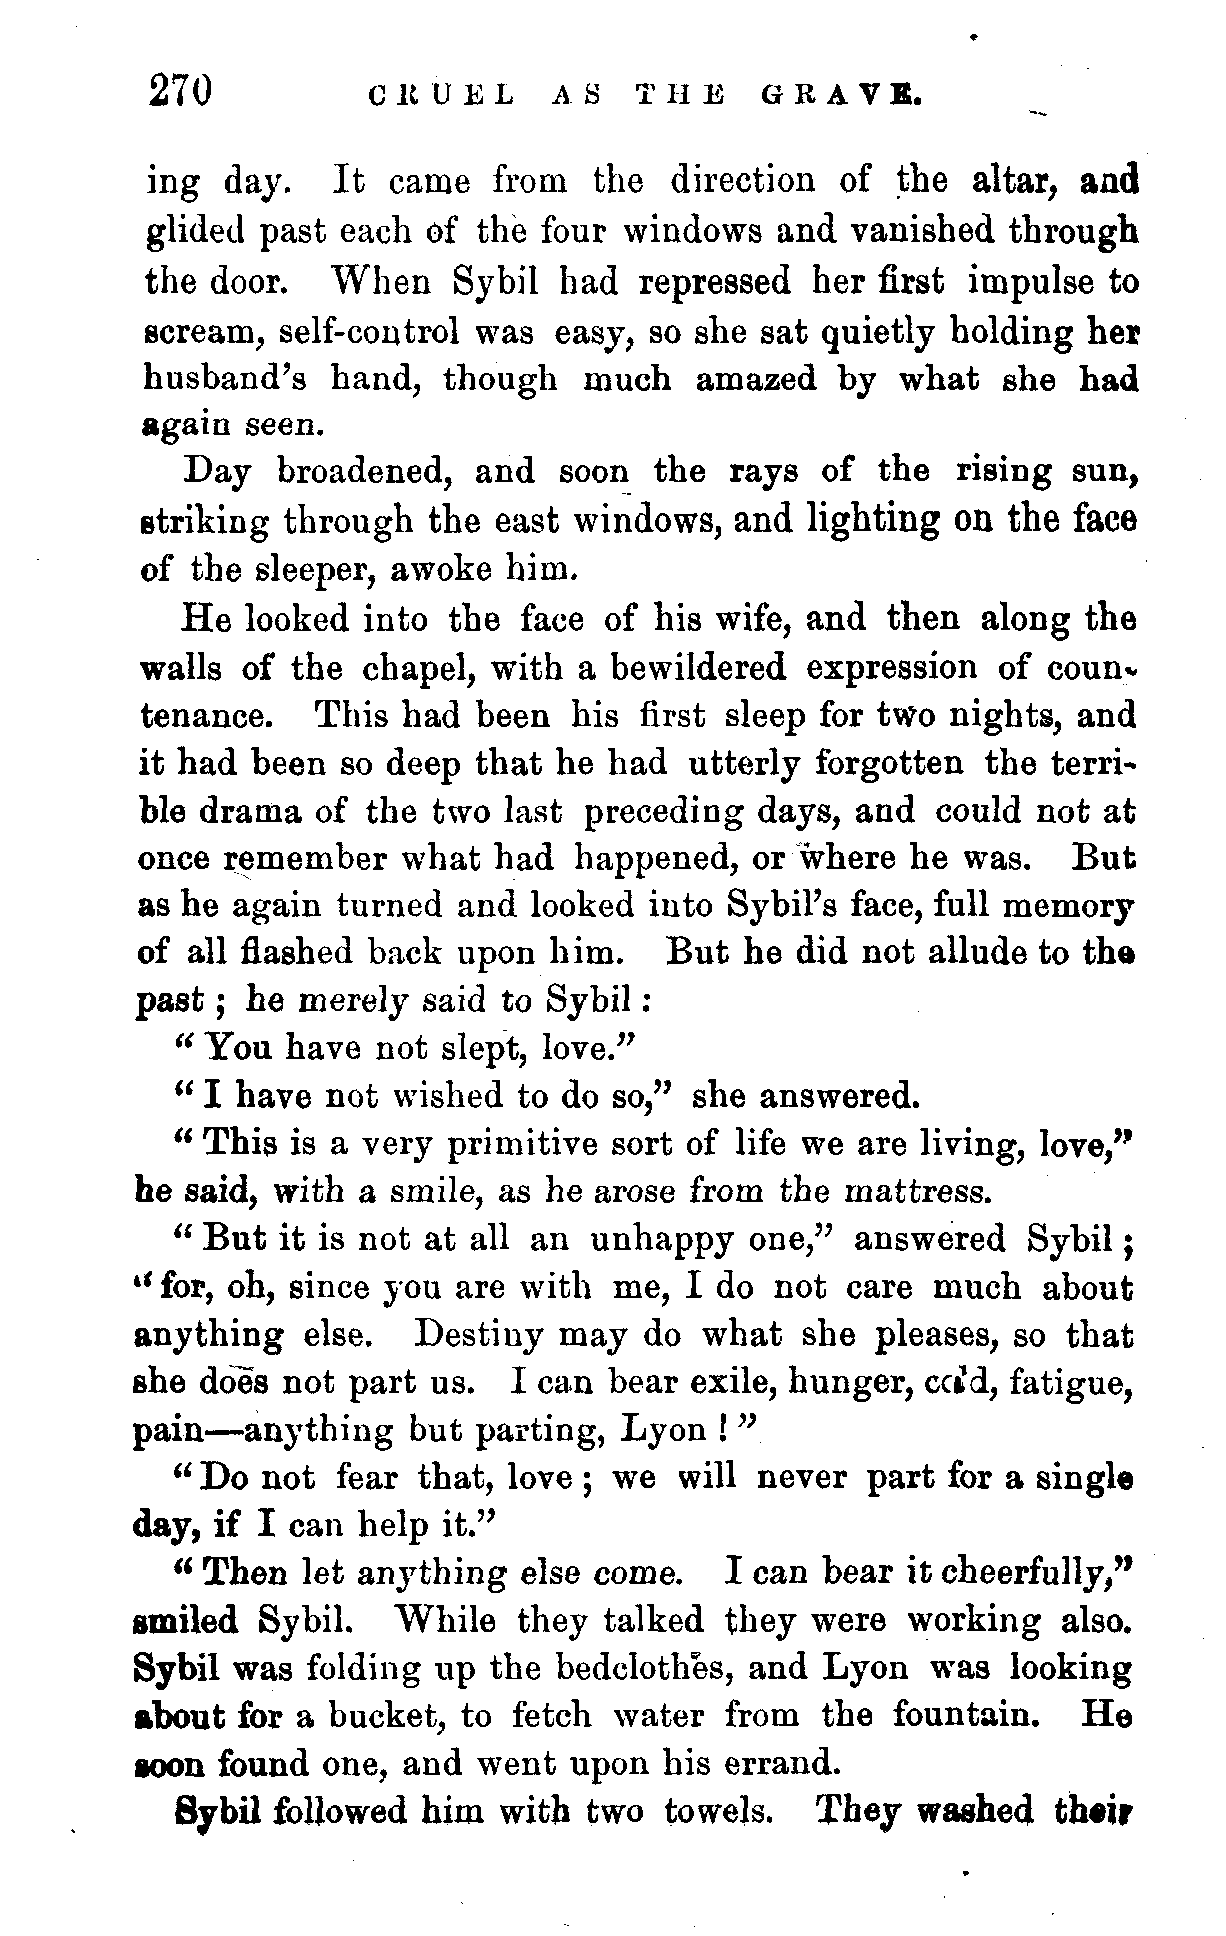 270 CRUEL AS THE GRAVE.
ing day. It came from the direction of the altar, and
glided past each of the four windows and vanished through
the door. When Sybil had repressed her first impulse to
scream, self-control was easy, so she sat quietly holding her
husband's hand, though much amazed by what she had
again seen.
Day broadened, and soon the rays of the rising sun,
striking through the east windows, and lighting on the face
of the sleeper, awoke him.
He looked into the face of his wife, and then along the
walls of the chapel, with a bewildered expression of coun-
tenance. This had been his first sleep for two nights, and
it had been so deep that he had utterly forgotten the terri-
ble drama of the two last preceding days, and could not at
once remember what had happened, or where he was. But
as he again turned and looked into Sybil's face, full memory
of all flashed back upon him. But he did not allude to the
past; he merely said to Sybil:
"You have not slept, love."
"I have not wished to do so," she answered.
"This is a very primitive sort of life we are living, love,"
he said, with a smile, as he arose from the mattress.
"But it is not at all an unhappy one," answered Sybil;
"for, oh, since you are with me, I do not care much about
anything else. Destiny may do what she pleases, so that
she does not part us. I can bear exile, hunger, cold, fatigue,
pain—anything but parting, Lyon!"
"Do not fear that, love; we will never part for a single
day, if I can help it."
"Then let anything else come. I can bear it cheerfully,"
smiled Sybil. While they talked they were working also.
Sybil was folding up the bedclothes, and Lyon was looking
about for a bucket, to fetch water from the fountain. He
soon found one, and went upon his errand.
Sybil followed him with two towels. They washed their